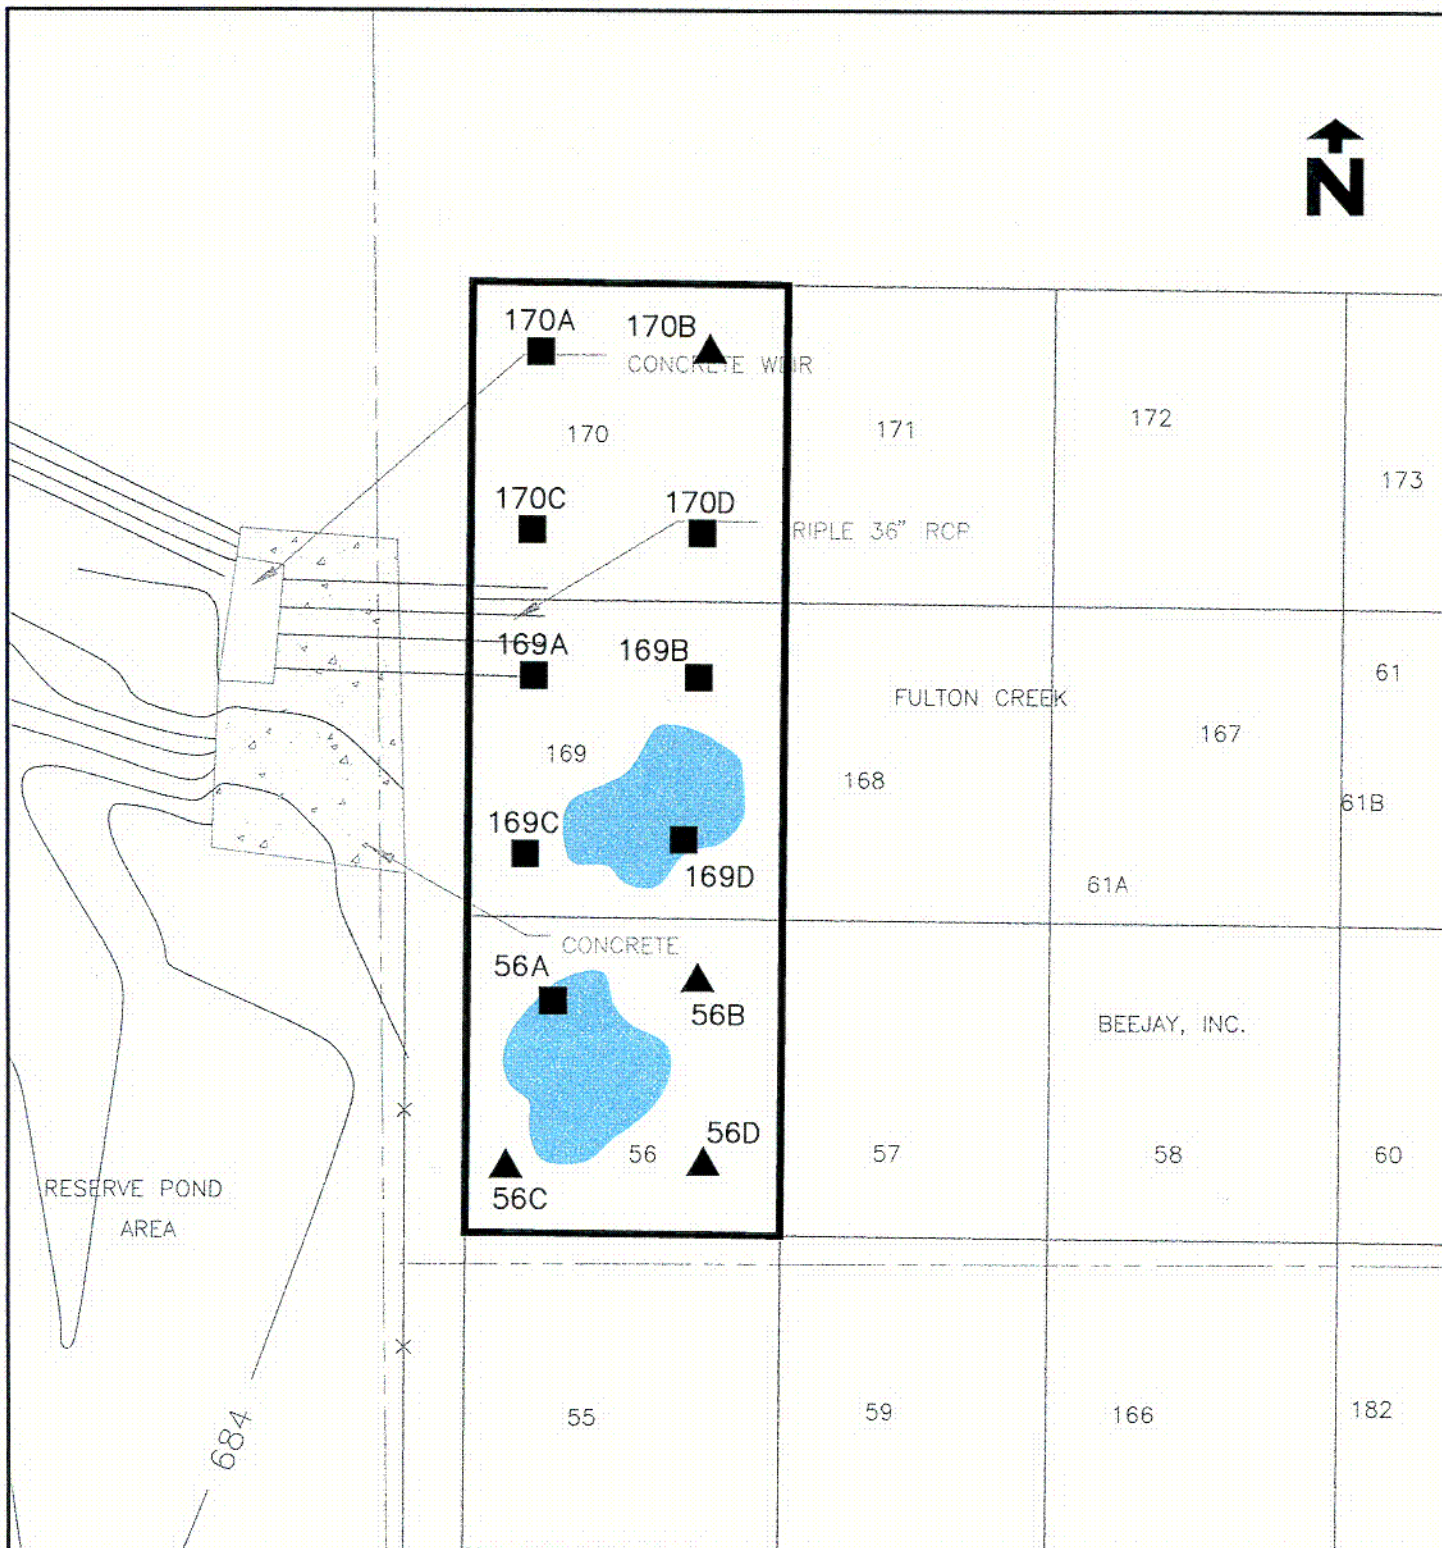 N
170A 170B
CONCRETE WEIR
170 171 172
173
170C 170D
RIPLE 36" RCP
169A 169B
61
FULTON CREEK
167
169
168
61B
169C
169D
61A
CONCRETE
56A
56B
BEEJAY, INC.
56D
56 57 58 60
RESERVE POND
56C
AREA
55 59 166 182
684